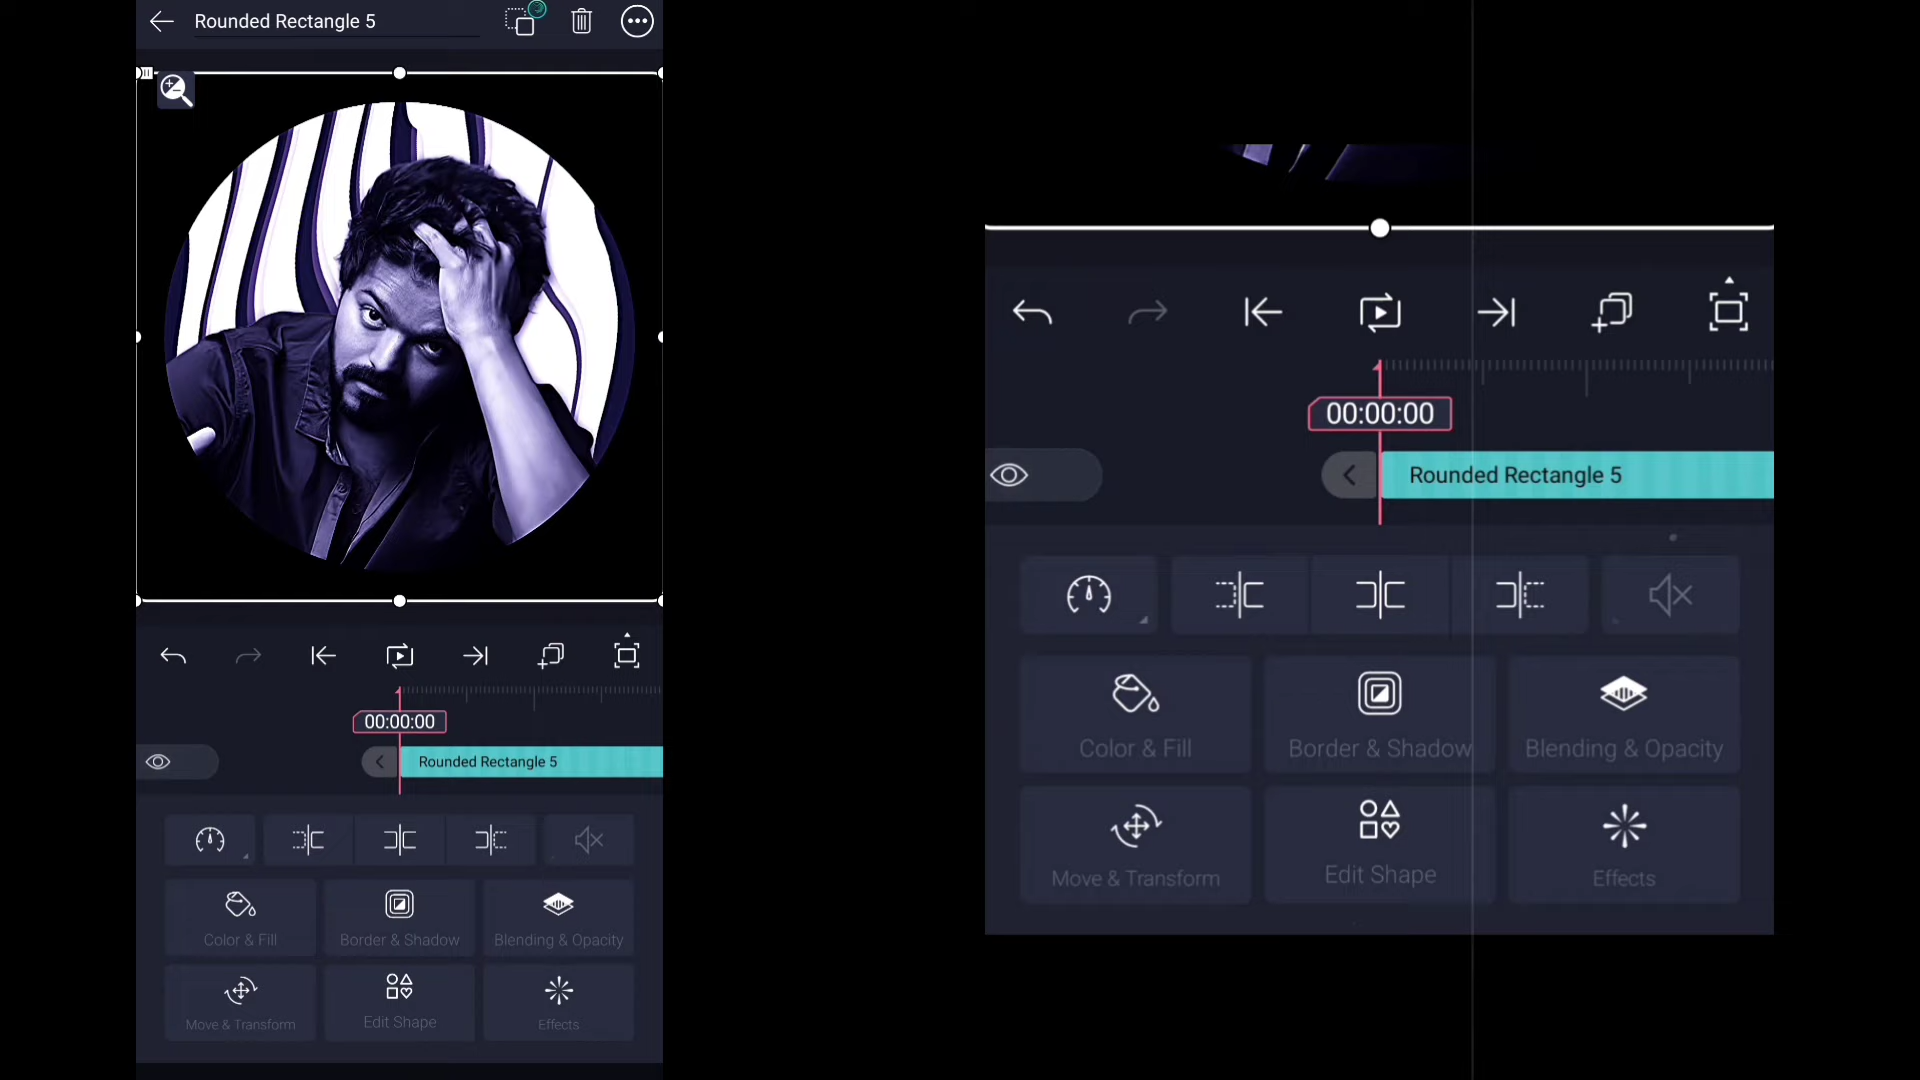 Rounded Rectangle 5
00:00:00
Rounded Rectangle 5
Color & Fill
Border & Shadow
Blending & Opacity
Move & Transform
Edit Shape
Effects
00:00:00
Rounded Rectangle 5
Color & Fill
Border & Shadow
Blending & Opacity
Move & Transform
Edit Shape
Effects